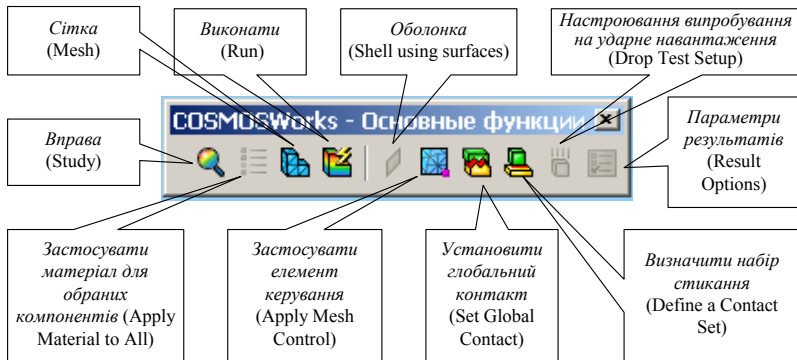 Сітка
(Mesh)
Виконати
(Run)
Оболонка
(Shell using surfaces)
Настроювання випробування
на ударне навантаження
(Drop Test Setup)
Вправа
(Study)
COSMOSWorks - Основные функции
Параметри
результатів
(Result
Options)
Застосувати
матеріал для
обраних
компонентів (Apply
Material to All)
Застосувати
елемент
керування
(Apply Mesh
Control)
Установити
глобальний
контакт
(Set Global
Contact)
Визначити набір
стикання
(Define a Contact
Set)